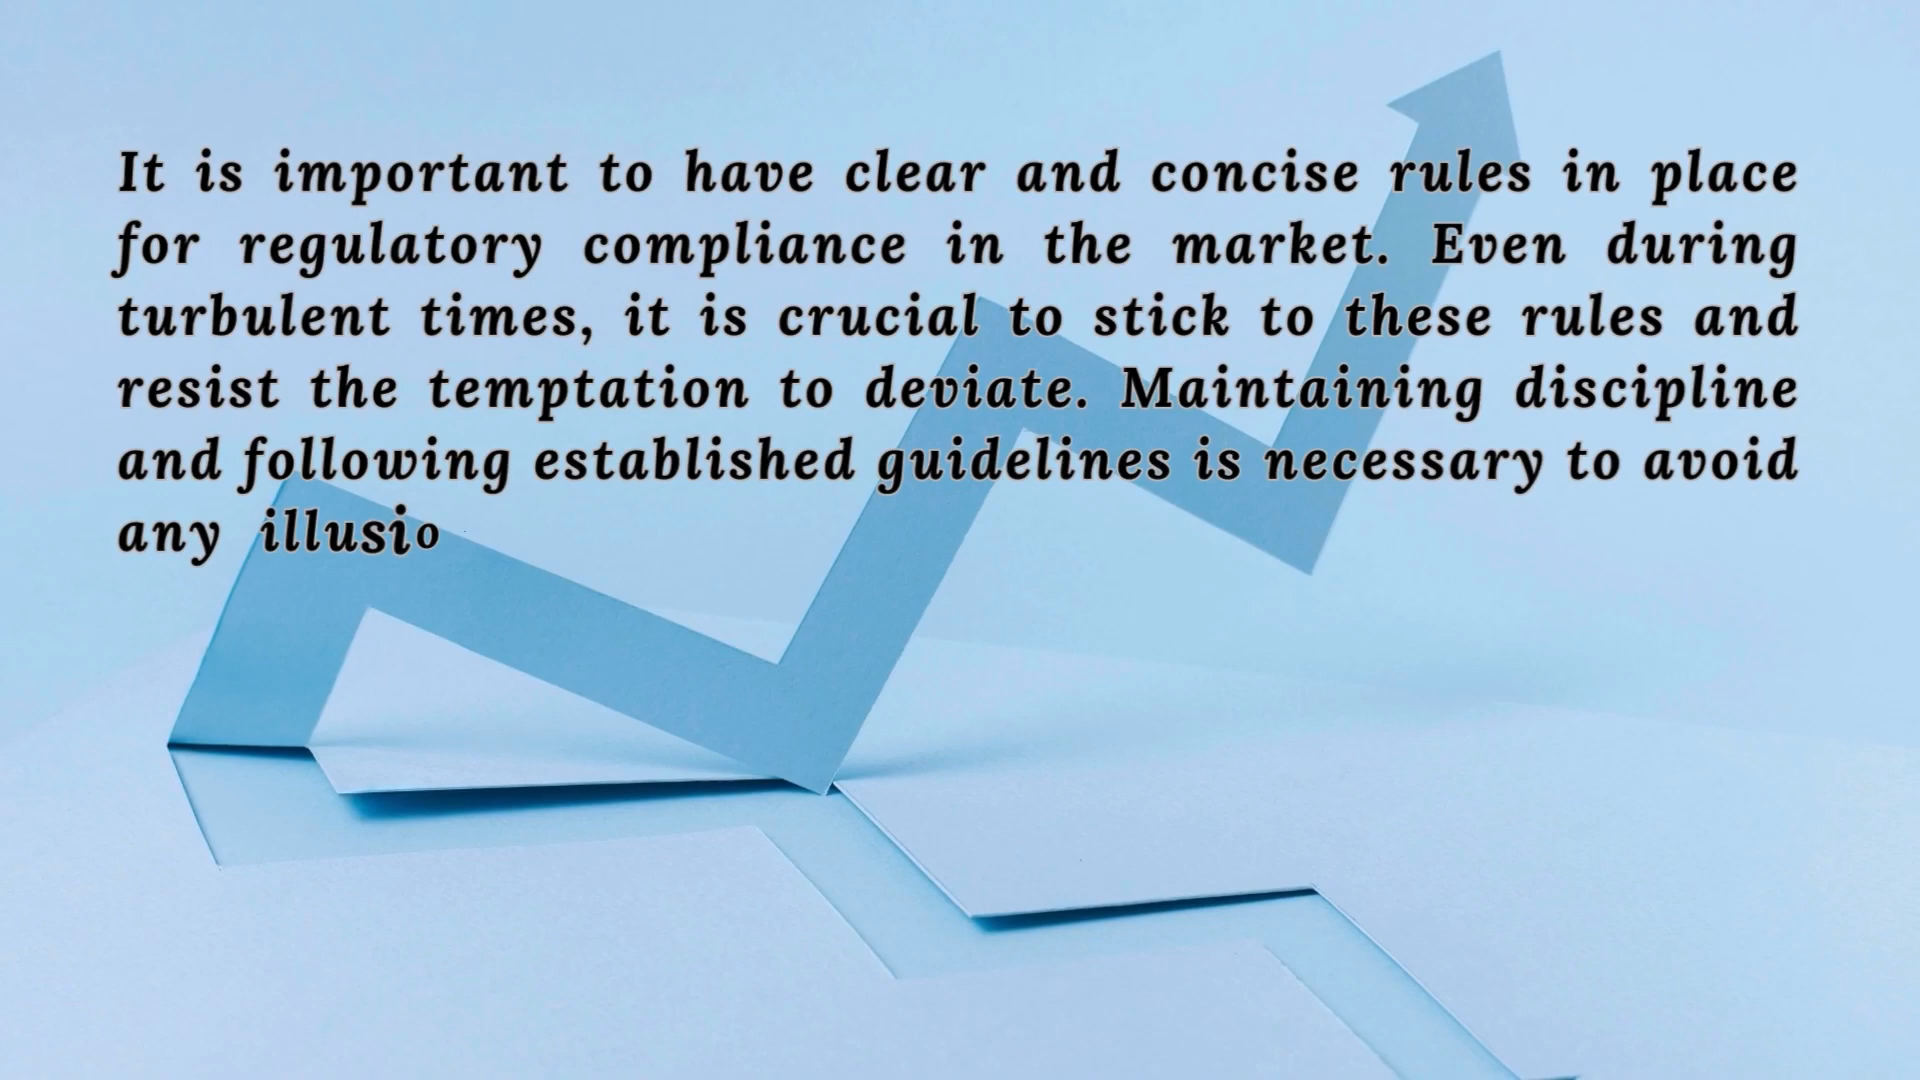 It is important to have clear and concise rules in place
for regulatory compliance in the market. Even during
turbulent times, it is crucial to stick to these rules and
resist the temptation to deviate. Maintaining discipline
and following established guidelines is necessary to avoid
any illusio